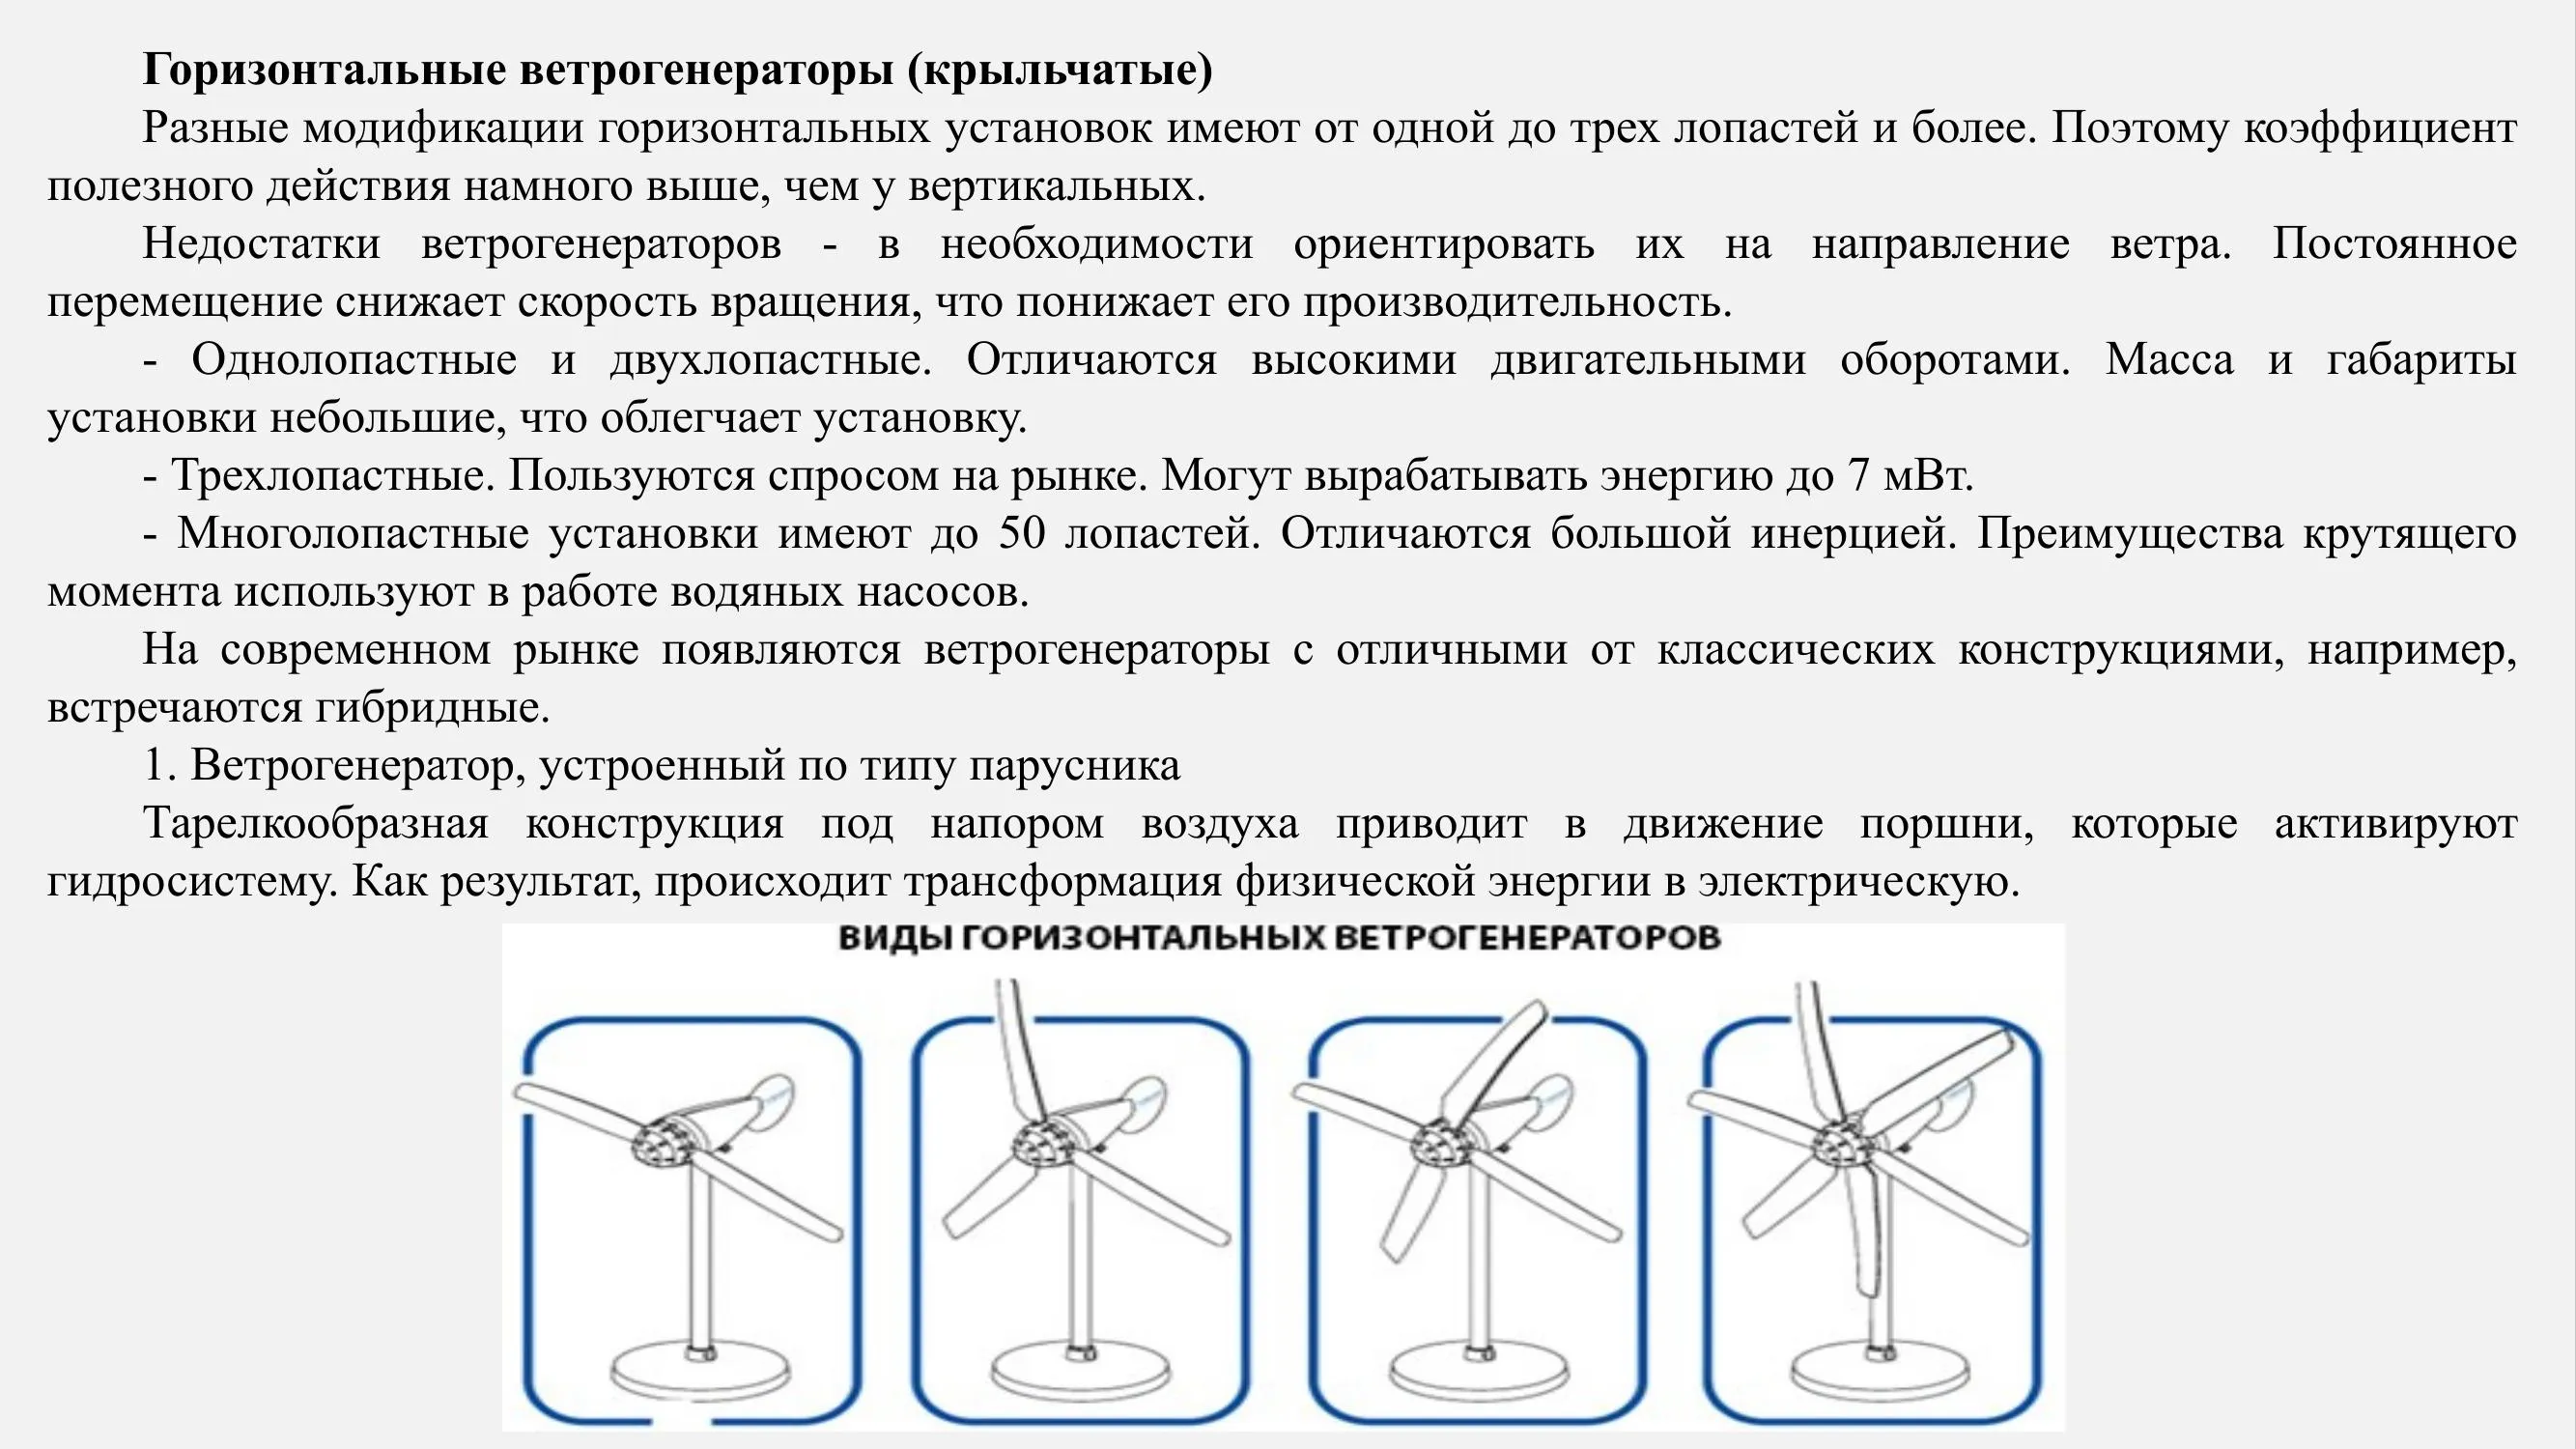 Горизонтальные ветрогенераторы (крыльчатые)
Разные модификации горизонтальных установок имеют от одной до трех лопастей и более. Поэтому коэффициент
полезного действия намного выше, чем у вертикальных.
Недостатки ветрогенераторов - в необходимости ориентировать их на направление ветра. Постоянное
перемещение снижает скорость вращения, что понижает его производительность.
- Однолопастные и двухлопастные. Отличаются высокими двигательными оборотами. Масса и габариты
установки небольшие, что облегчает установку.
- Трехлопастные. Пользуются спросом на рынке. Могут вырабатывать энергию до 7 мВт.
- Многолопастные установки имеют до 50 лопастей. Отличаются большой инерцией. Преимущества крутящего
момента используют в работе водяных насосов.
На современном рынке появляются ветрогенераторы с отличными от классических конструкциями, например,
встречаются гибридные.
1. Ветрогенератор, устроенный по типу парусника
Тарелкообразная конструкция под напором воздуха приводит в движение поршни, которые активируют
гидросистему. Как результат, происходит трансформация физической энергии в электрическую.
ВИДЫ ГОРИЗОНТАЛЬНЫХ ВЕТРОГЕНЕРАТОРОВ